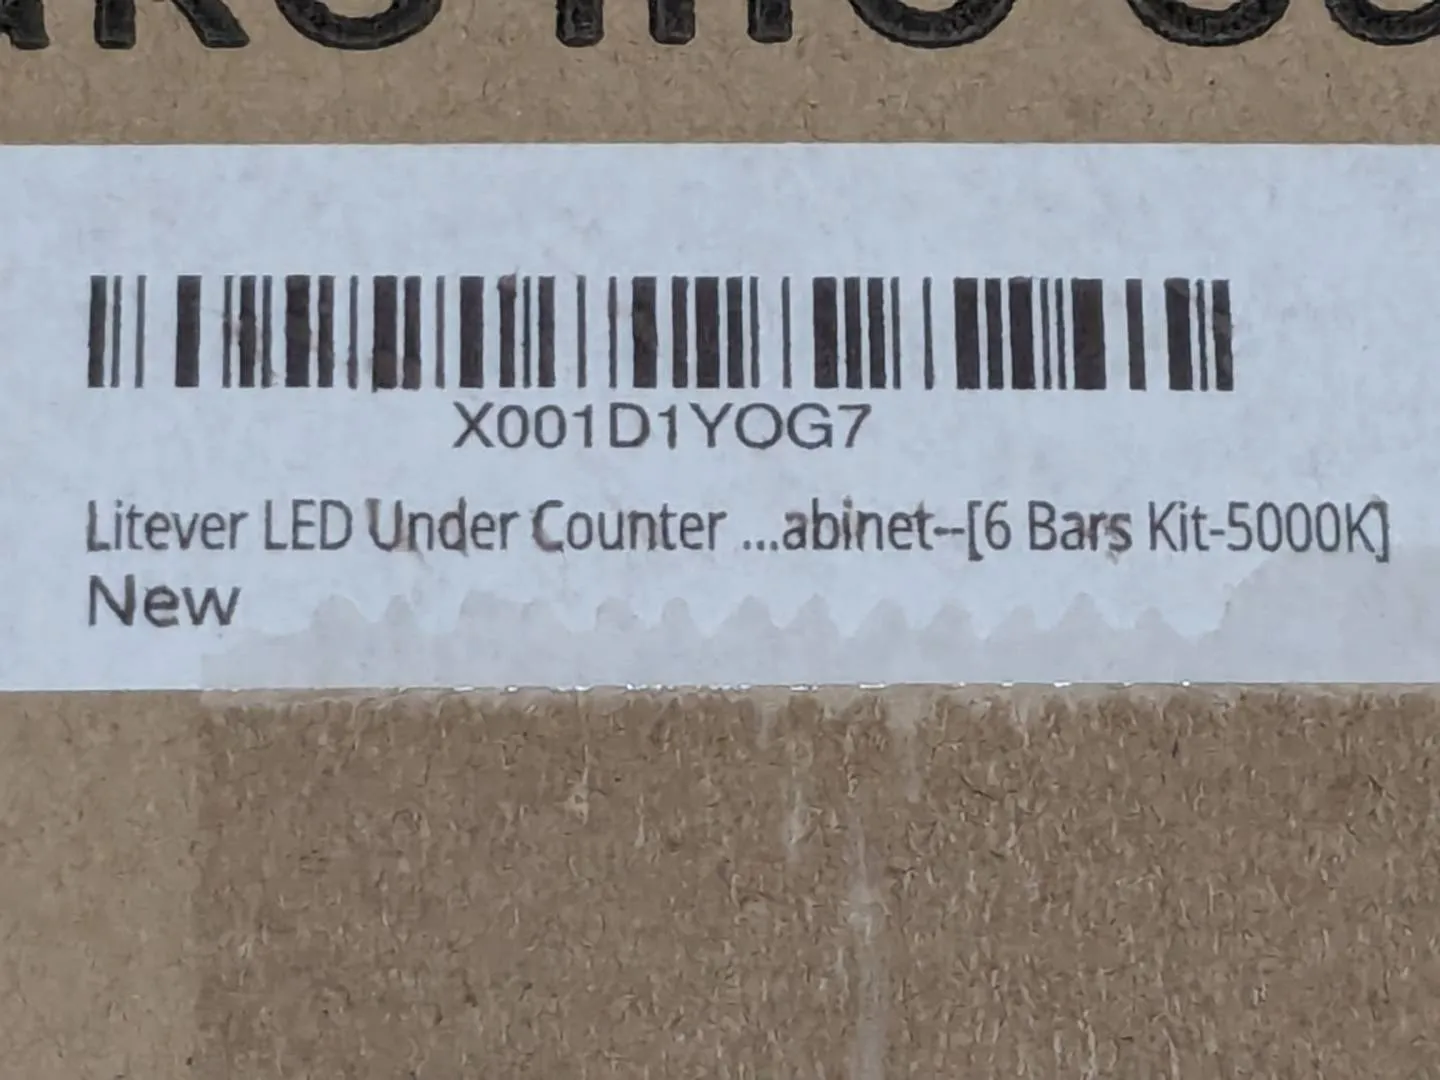 X001D1YOG7
Litever LED Under Counter ...abinet--[6 Bars Kit-5000K]
New